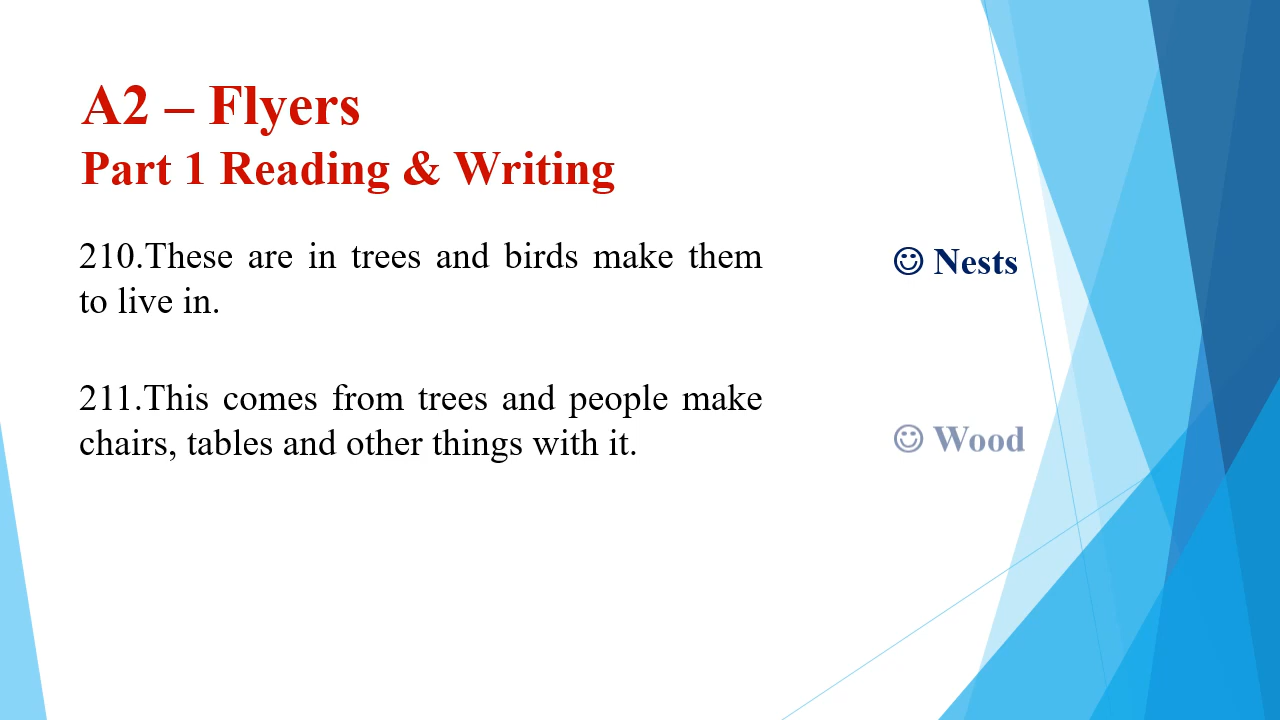 A2 – Flyers
Part 1 Reading & Writing
210.These are in trees and birds make them
to live in.
☺ Nests
211.This comes from trees and people make
chairs, tables and other things with it.
☺ Wood